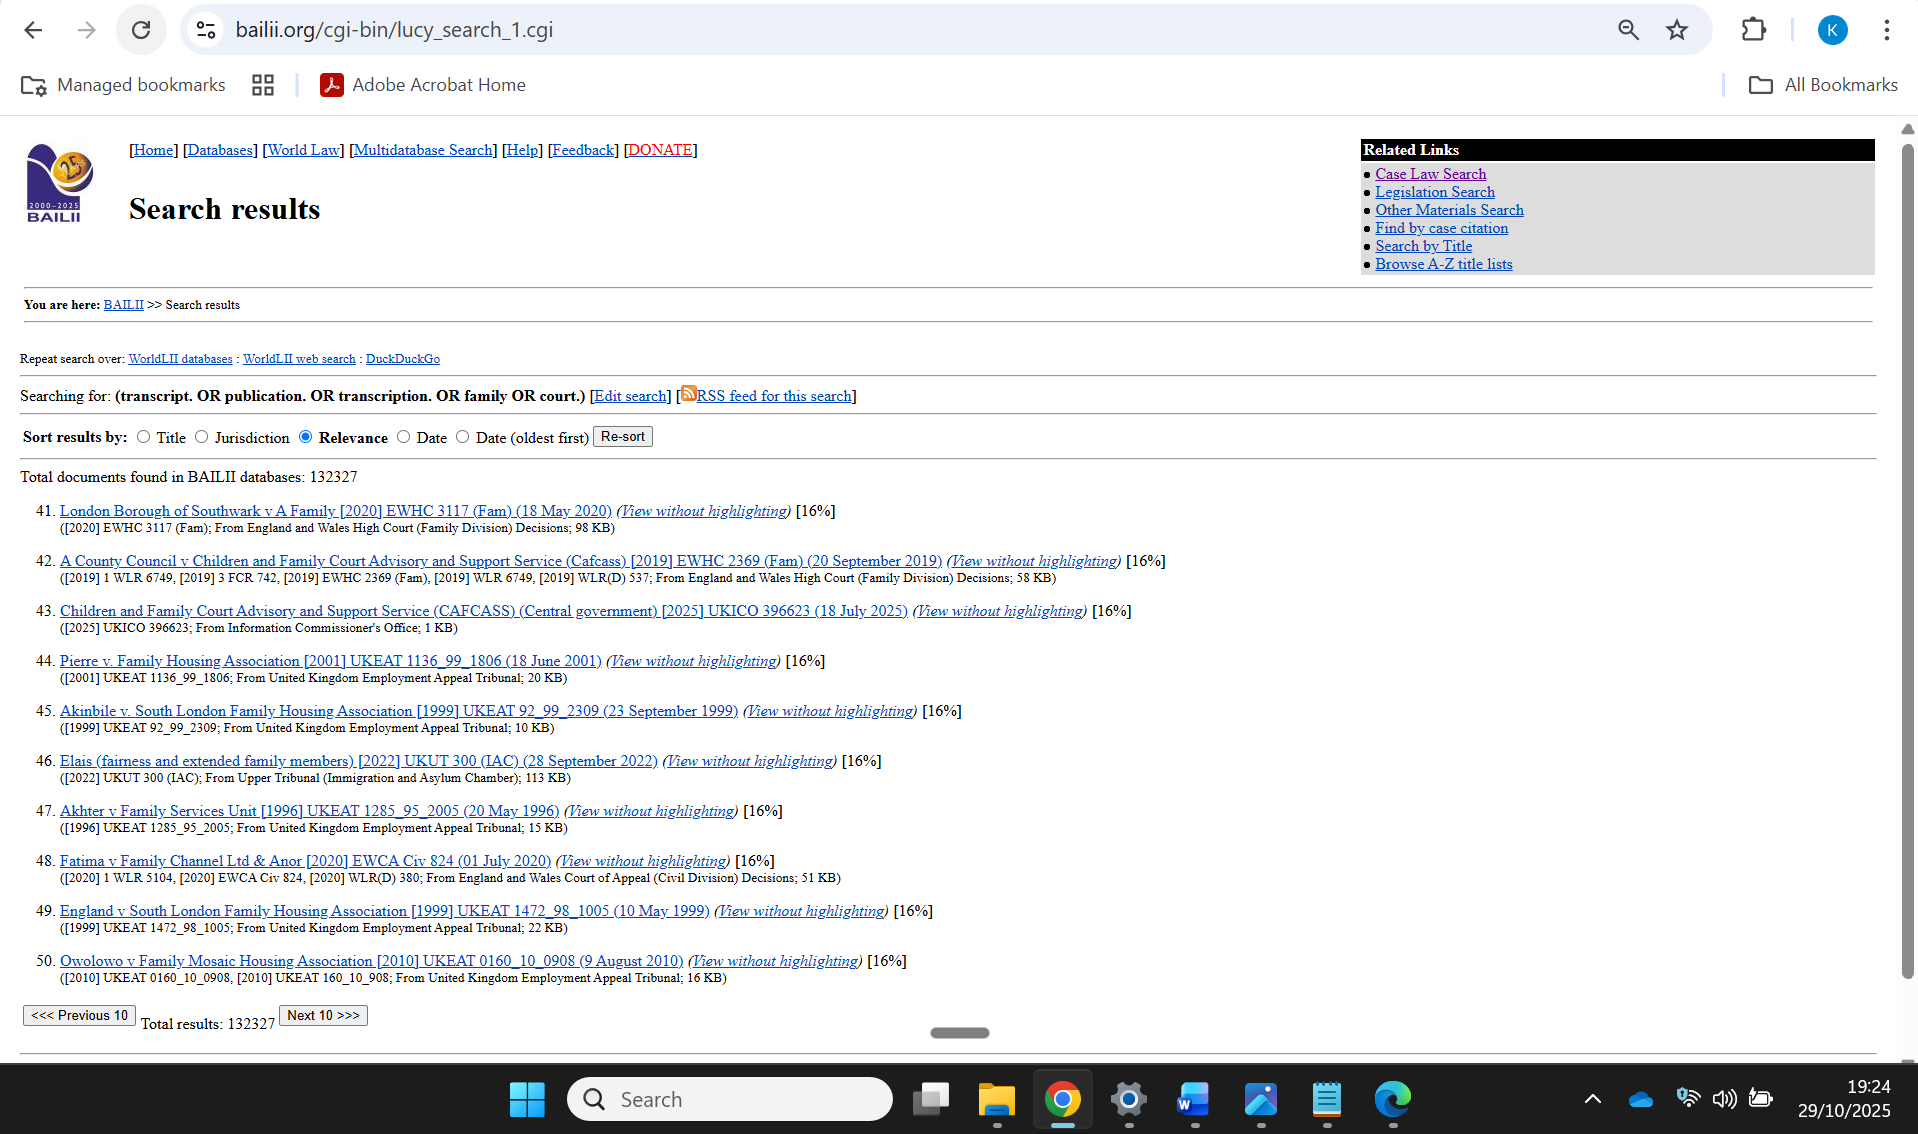 bailii.org/cgi-bin/lucy_search_1.cgi
K
Managed bookmarks
Adobe Acrobat Home
All Bookmarks
25
2000-2025
BAILII
[Home] [Databases] [World Law] [Multidatabase Search] [Help] [Feedback] [DONATE]
Search results
Related Links
Case Law Search
Legislation Search
Other Materials Search
Find by case citation
Search by Title
Browse A-Z title lists
You are here: BAILII >> Search results
Repeat search over: WorldLII databases : WorldLII web search : DuckDuckGo
Searching for: (transcript. OR publication. OR transcription. OR family OR court.) [Edit search] [RSS feed for this search]
Sort results by: Title Jurisdiction Relevance Date Date (oldest first) Re-sort
Total documents found in BAILII databases: 132327
41. London Borough of Southwark v A Family [2020] EWHC 3117 (Fam) (18 May 2020) (View without highlighting) [16%]
([2020] EWHC 3117 (Fam); From England and Wales High Court (Family Division) Decisions; 98 KB)
42. A County Council v Children and Family Court Advisory and Support Service (Cafcass) [2019] EWHC 2369 (Fam) (20 September 2019) (View without highlighting) [16%]
([2019] 1 WLR 6749, [2019] 3 FCR 742, [2019] EWHC 2369 (Fam), [2019] WLR 6749, [2019] WLR(D) 537; From England and Wales High Court (Family Division) Decisions; 58 KB)
43. Children and Family Court Advisory and Support Service (CAFCASS) (Central government) [2025] UKICO 396623 (18 July 2025) (View without highlighting) [16%]
([2025] UKICO 396623; From Information Commissioner's Office; 1 KB)
44. Pierre v. Family Housing Association [2001] UKEAT 1136_99_1806 (18 June 2001) (View without highlighting) [16%]
([2001] UKEAT 1136_99_1806; From United Kingdom Employment Appeal Tribunal; 20 KB)
45. Akinbile v. South London Family Housing Association [1999] UKEAT 92_99_2309 (23 September 1999) (View without highlighting) [16%]
([1999] UKEAT 92_99_2309; From United Kingdom Employment Appeal Tribunal; 10 KB)
46. Elais (fairness and extended family members) [2022] UKUT 300 (IAC) (28 September 2022) (View without highlighting) [16%]
([2022] UKUT 300 (IAC); From Upper Tribunal (Immigration and Asylum Chamber); 113 KB)
47. Akhter v Family Services Unit [1996] UKEAT 1285_95_2005 (20 May 1996) (View without highlighting) [16%]
([1996] UKEAT 1285_95_2005; From United Kingdom Employment Appeal Tribunal; 15 KB)
48. Fatima v Family Channel Ltd & Anor [2020] EWCA Civ 824 (01 July 2020) (View without highlighting) [16%]
([2020] 1 WLR 5104, [2020] EWCA Civ 824, [2020] WLR(D) 380; From England and Wales Court of Appeal (Civil Division) Decisions; 51 KB)
49. England v South London Family Housing Association [1999] UKEAT 1472_98_1005 (10 May 1999) (View without highlighting) [16%]
([1999] UKEAT 1472_98_1005; From United Kingdom Employment Appeal Tribunal; 22 KB)
50. Owolowo v Family Mosaic Housing Association [2010] UKEAT 0160_10_0908 (9 August 2010) (View without highlighting) [16%]
([2010] UKEAT 0160_10_0908, [2010] UKEAT 160_10_908; From United Kingdom Employment Appeal Tribunal; 16 KB)
<<< Previous 10 Total results: 132327 Next 10 >>>
Search
W
19:24
29/10/2025